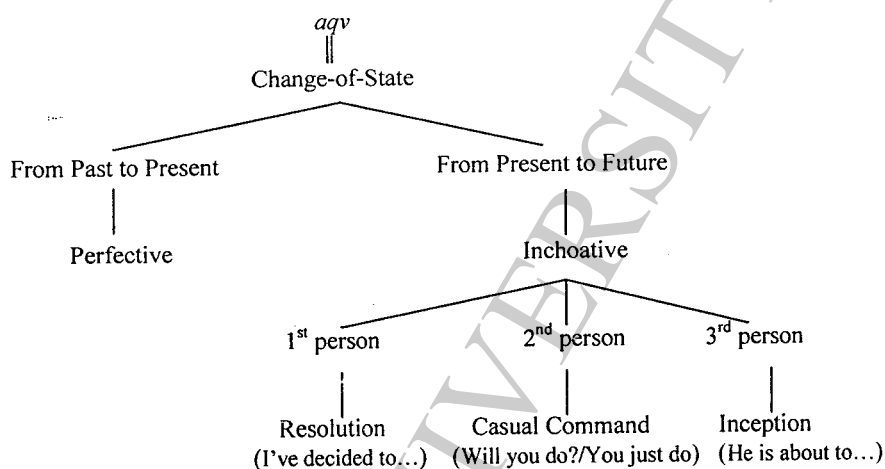 aqv
Change-of-State
From Past to Present From Present to Future
Perfective Inchoative
1st person 2nd person 3rd person
Resolution Casual Command Inception
(I've decided to…) (Will you do?/You just do) (He is about to…)